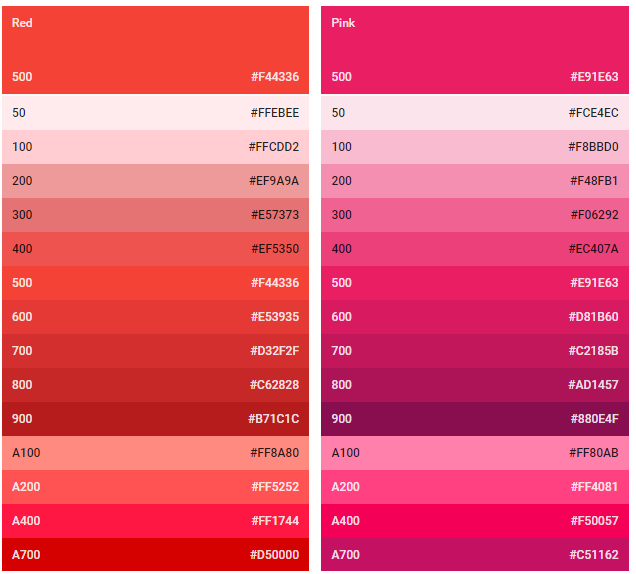 Red
500 #F44336
50 #FFEBEE
100 #FFCDD2
200 #EF9A9A
300 #E57373
400 #EF5350
500 #F44336
600 #E53935
700 #D32F2F
800 #C62828
900 #B71C1C
A100 #FF8A80
A200 #FF5252
A400 #FF1744
A700 #D50000
Pink
500 #E91E63
50 #FCE4EC
100 #F8BBD0
200 #F48FB1
300 #F06292
400 #EC407A
500 #E91E63
600 #D81B60
700 #C2185B
800 #AD1457
900 #880E4F
A100 #FF80AB
A200 #FF4081
A400 #F50057
A700 #C51162